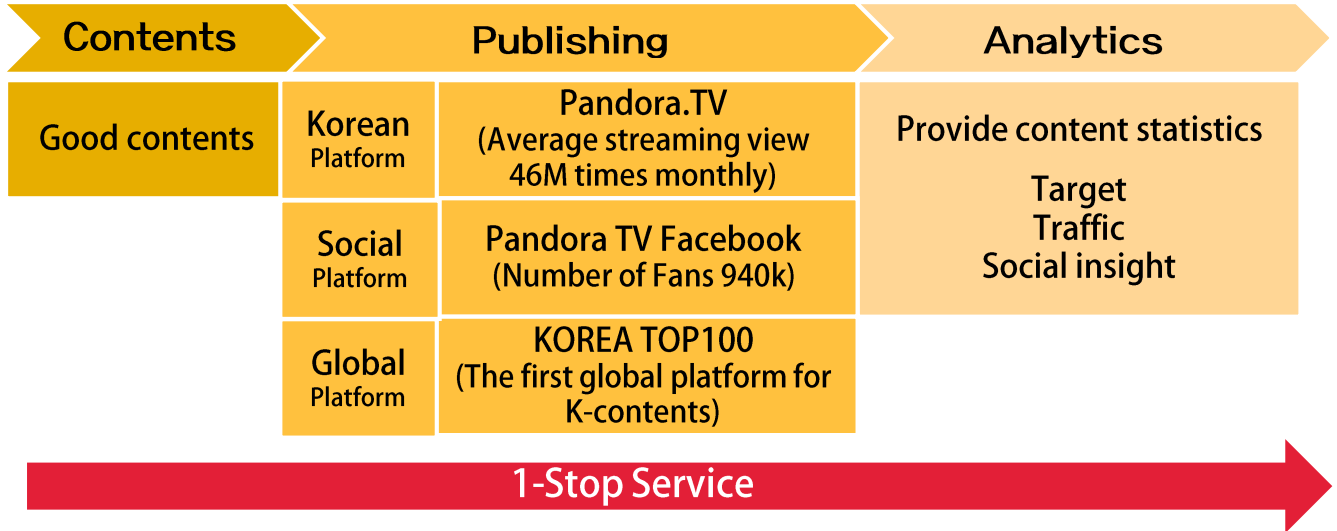 Contents
Publishing
Analytics
Good contents
Korean
Platform
Pandora.TV
(Average streaming view
46M times monthly)
Social
Platform
Pandora TV Facebook
(Number of Fans 940k)
Global
Platform
KOREA TOP100
(The first global platform for
K-contents)
Provide content statistics
Target
Traffic
Social insight
1-Stop Service